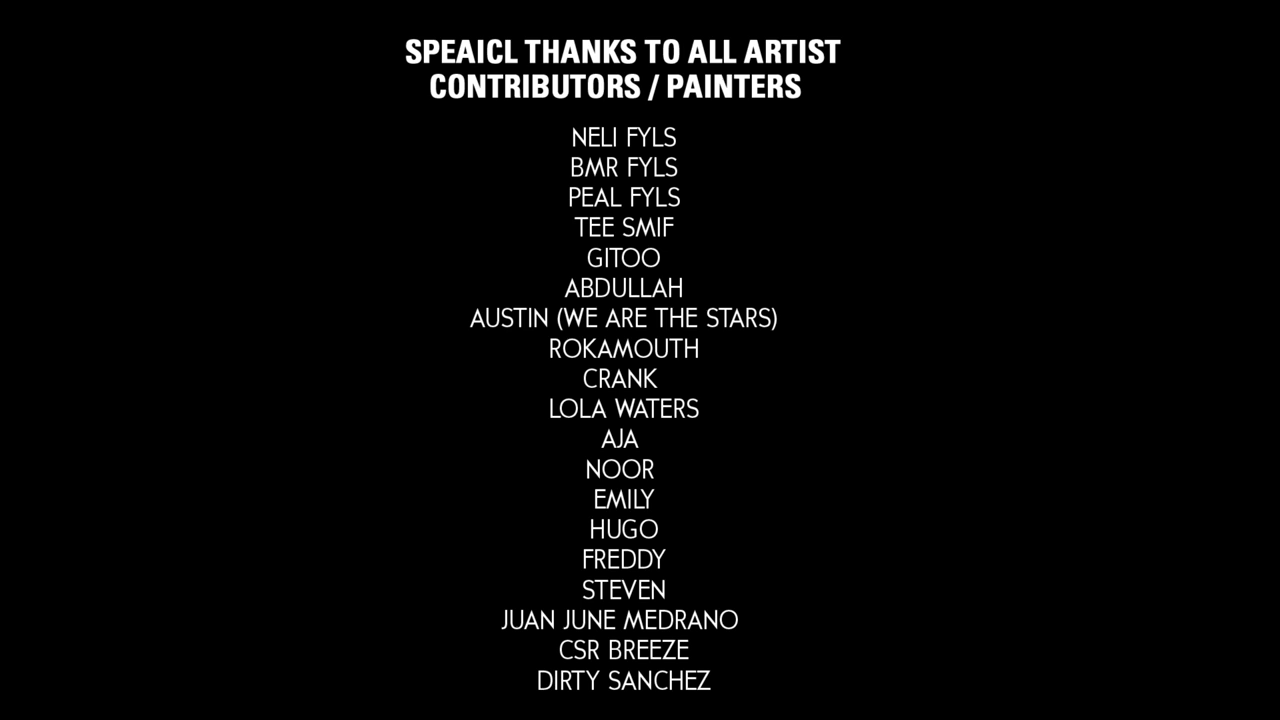 SPEAICL THANKS TO ALL ARTIST
CONTRIBUTORS / PAINTERS
NELI FYLS
BMR FYLS
PEAL FYLS
TEE SMIF
GITOO
ABDULLAH
AUSTIN (WE ARE THE STARS)
ROKAMOUTH
CRANK
LOLA WATERS
AJA
NOOR
EMILY
HUGO
FREDDY
STEVEN
JUAN JUNE MEDRANO
CSR BREEZE
DIRTY SANCHEZ